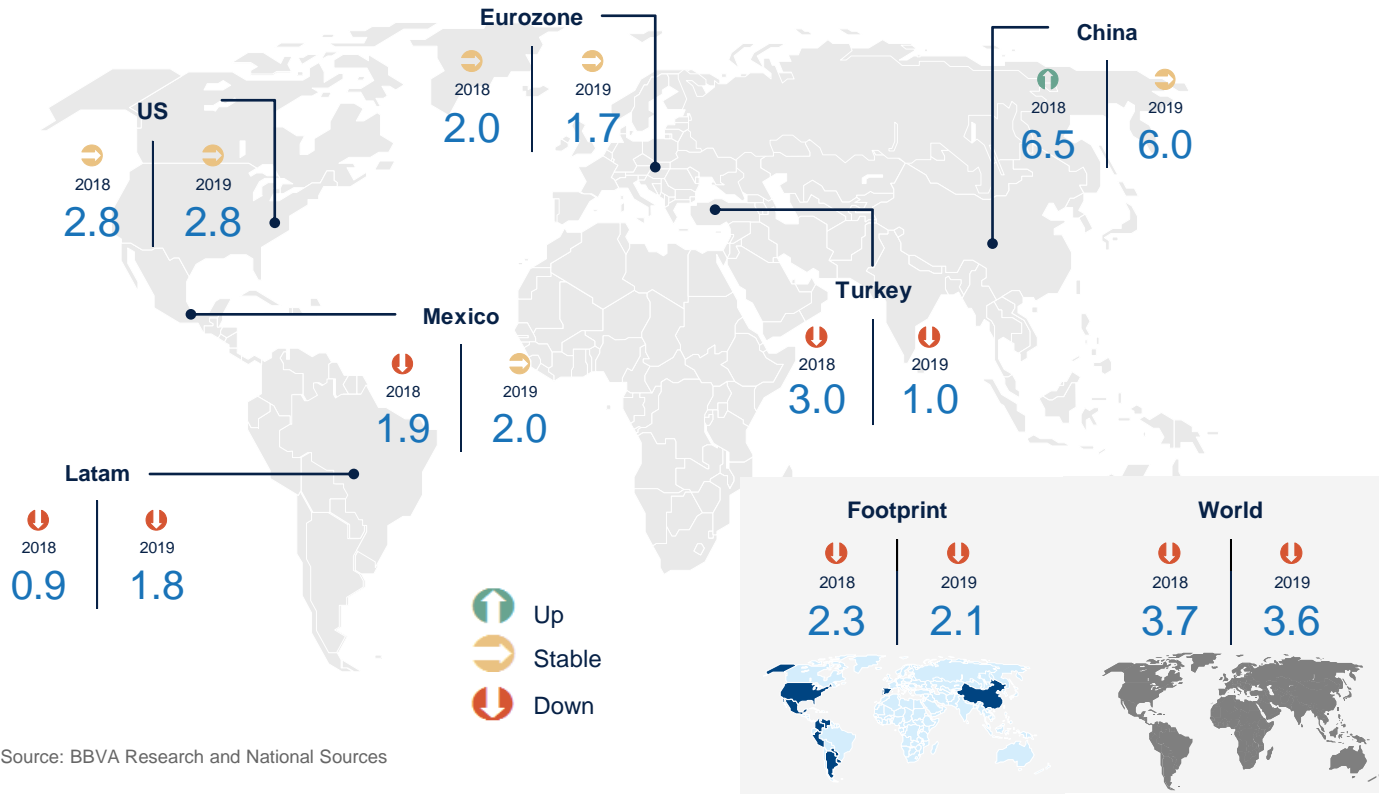 Eurozone
2018 2019
2.0 1.7
China
2018 2019
6.5 6.0
US
2018 2019
2.8 2.8
Turkey
2018 2019
3.0 1.0
Mexico
2018 2019
1.9 2.0
Latam
2018 2019
0.9 1.8
Up
Stable
Down
Footprint
2018 2019
2.3 2.1
World
2018 2019
3.7 3.6
Source: BBVA Research and National Sources